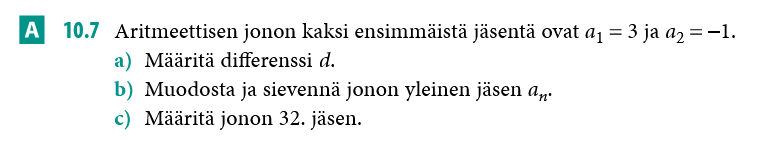 A 10.7 Aritmeettisen jonon kaksi ensimmäistä jäsentä ovat a₁ = 3 ja a₂ = −1.
a) Määritä differenssi d.
b) Muodosta ja sievennä jonon yleinen jäsen aₙ.
c) Määritä jonon 32. jäsen.